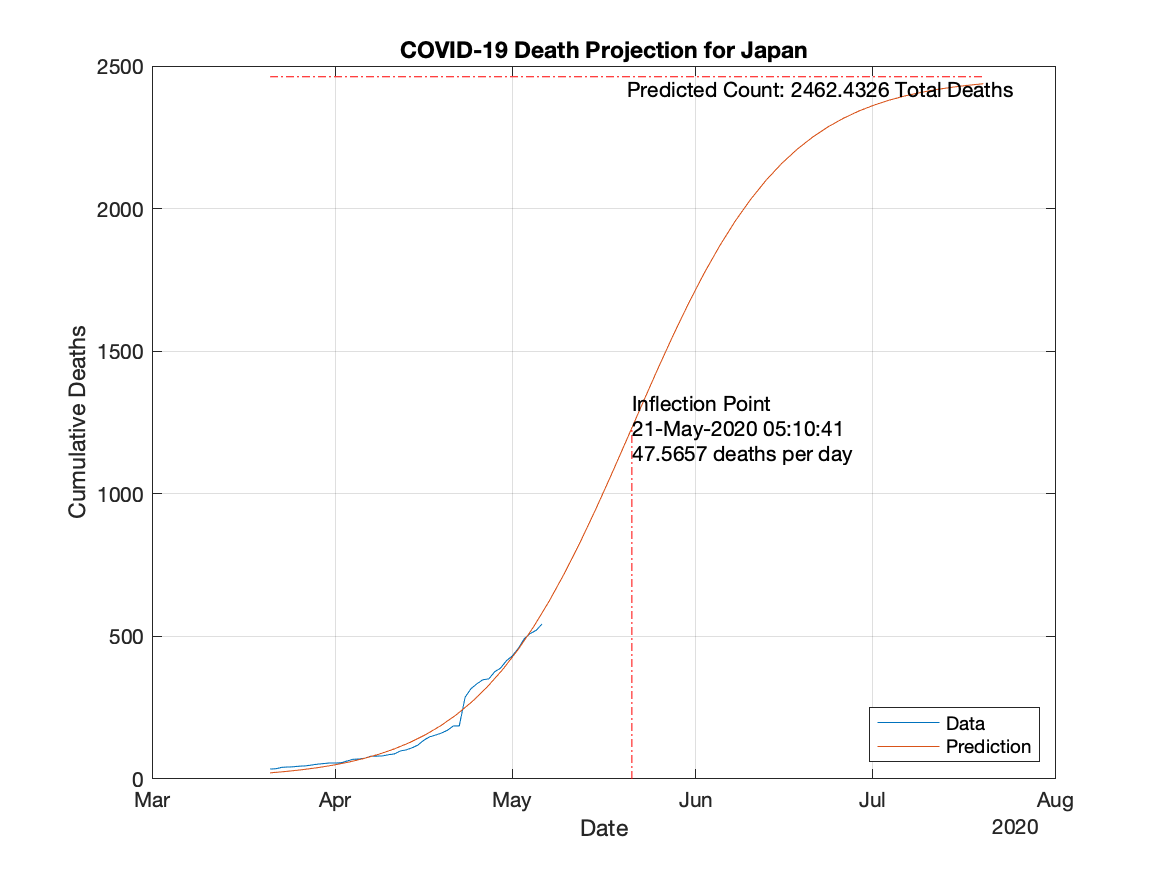 COVID-19 Death Projection for Japan
2500
Predicted Count: 2462.4326 Total Deaths
2000
1500
Inflection Point
21-May-2020 05:10:41
47.5657 deaths per day
Cumulative Deaths
1000
500
Data
Prediction
0
Mar Apr May Jun Jul Aug
Date
2020